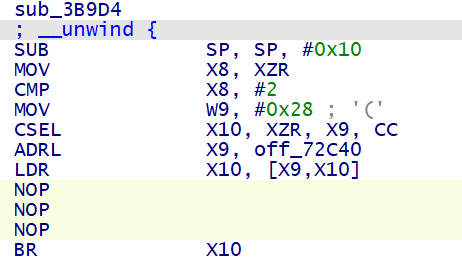 sub_3B9D4
; __unwind {
SUB SP, SP, #0x10
MOV X8, XZR
CMP X8, #2
MOV W9, #0x28 ; '('
CSEL X10, XZR, X9, CC
ADRL X9, off_72C40
LDR X10, [X9,X10]
NOP
NOP
NOP
BR X10